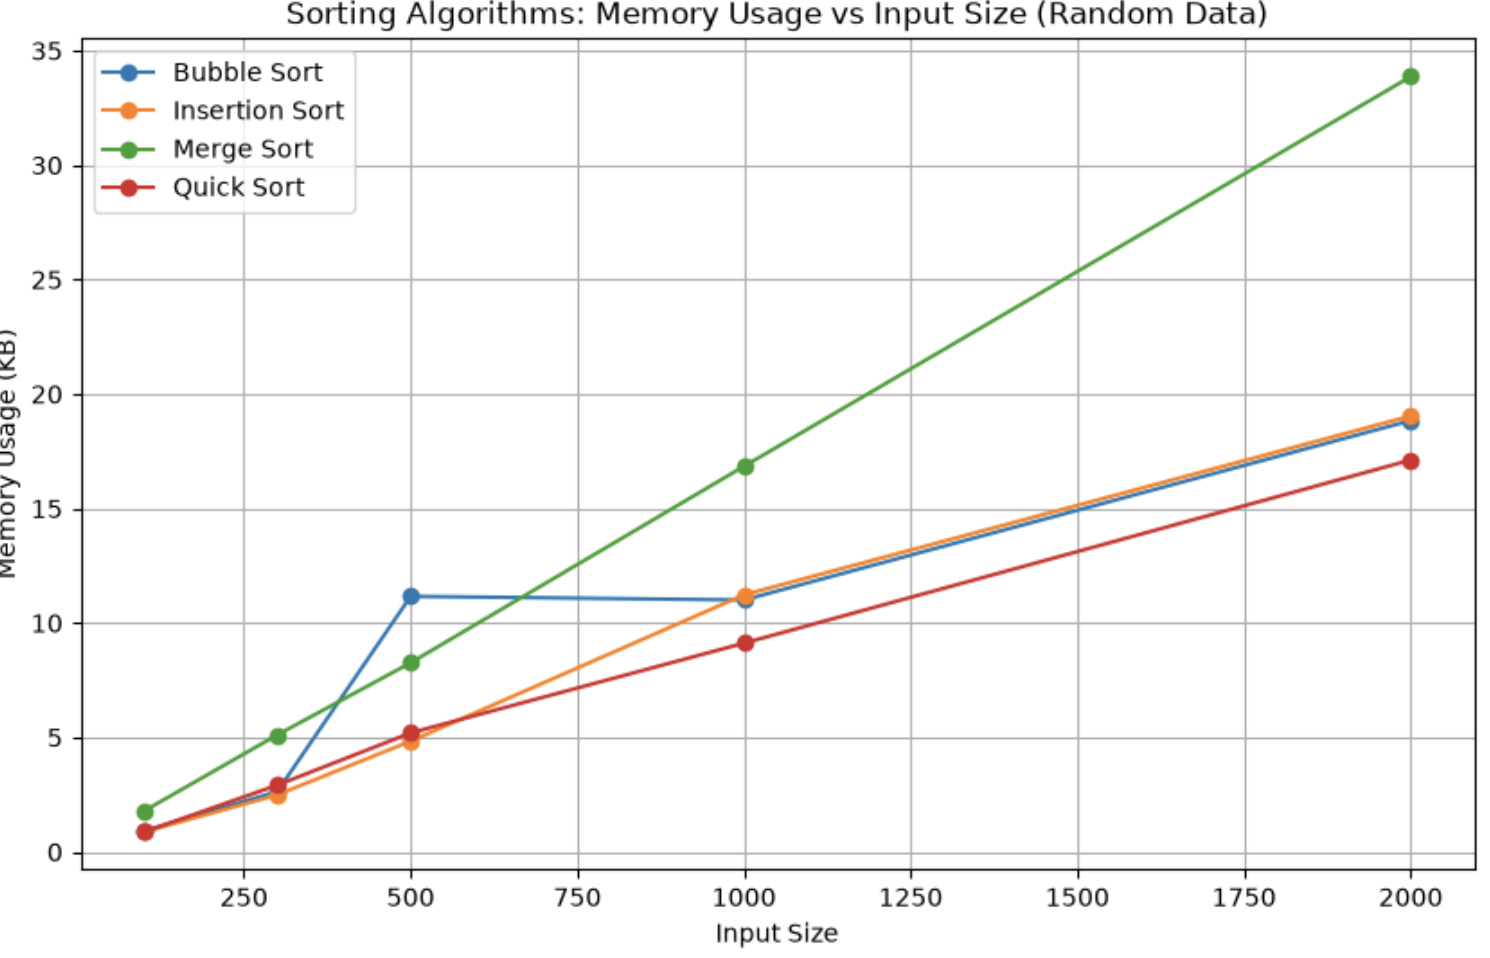 Sorting Algorithms: Memory Usage vs Input Size (Random Data)
35
30
25
20
15
10
5
0
Memory Usage (KB)
Bubble Sort
Insertion Sort
Merge Sort
Quick Sort
250
500
750
1000
1250
1500
1750
2000
Input Size